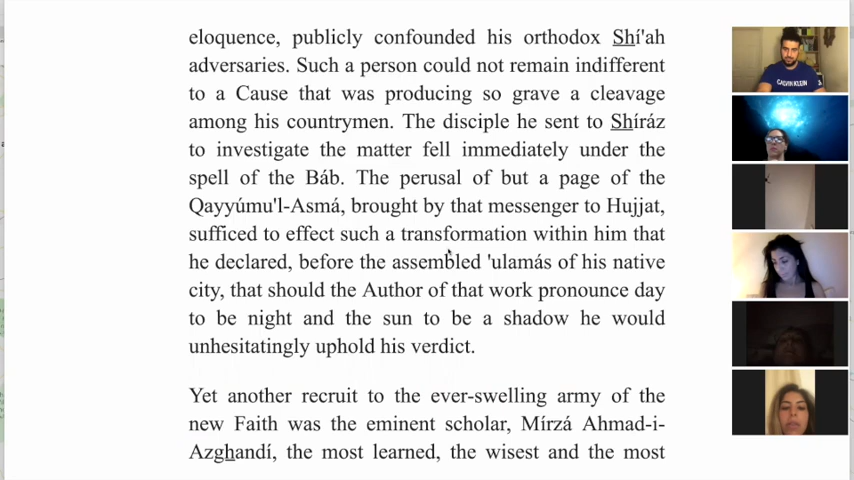 eloquence, publicly confounded his orthodox Shí'ah
adversaries. Such a person could not remain indifferent
to a Cause that was producing so grave a cleavage
among his countrymen. The disciple he sent to Shíráz
to investigate the matter fell immediately under the
spell of the Báb. The perusal of but a page of the
Qayyúmu'l-Asmá, brought by that messenger to Hujjat,
sufficed to effect such a transformation within him that
he declared, before the assembled 'ulamás of his native
city, that should the Author of that work pronounce day
to be night and the sun to be a shadow he would
unhesitatingly uphold his verdict.
Yet another recruit to the ever-swelling army of the
new Faith was the eminent scholar, Mírzá Ahmad-i-
Azghandí, the most learned, the wisest and the most
CALVIN KLEIN